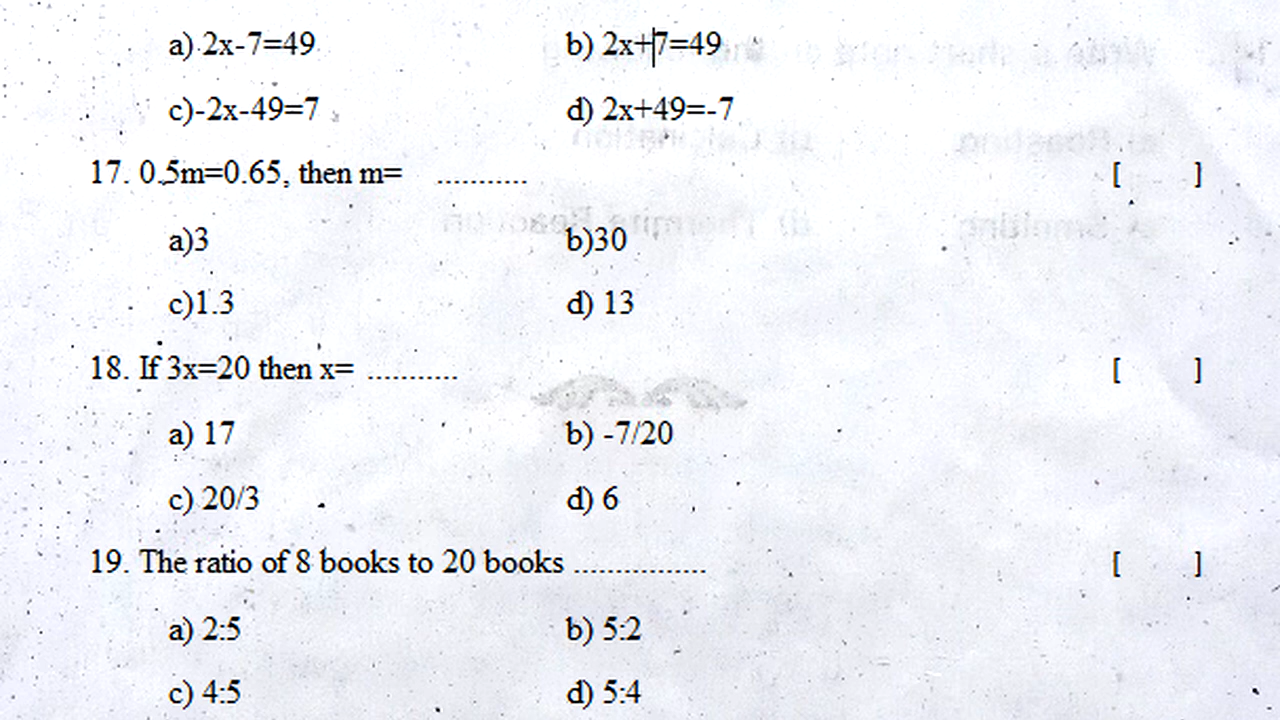 a) 2x-7=49 b) 2x+7=49
c)-2x-49=7 d) 2x+49=-7
17. 0.5m=0.65, then m= ........... [ ]
a)3 b)30
c)1.3 d) 13
18. If 3x=20 then x= ........... [ ]
a) 17 b) -7/20
c) 20/3 d) 6
19. The ratio of 8 books to 20 books ................ [ ]
a) 2:5 b) 5:2
c) 4:5 d) 5:4